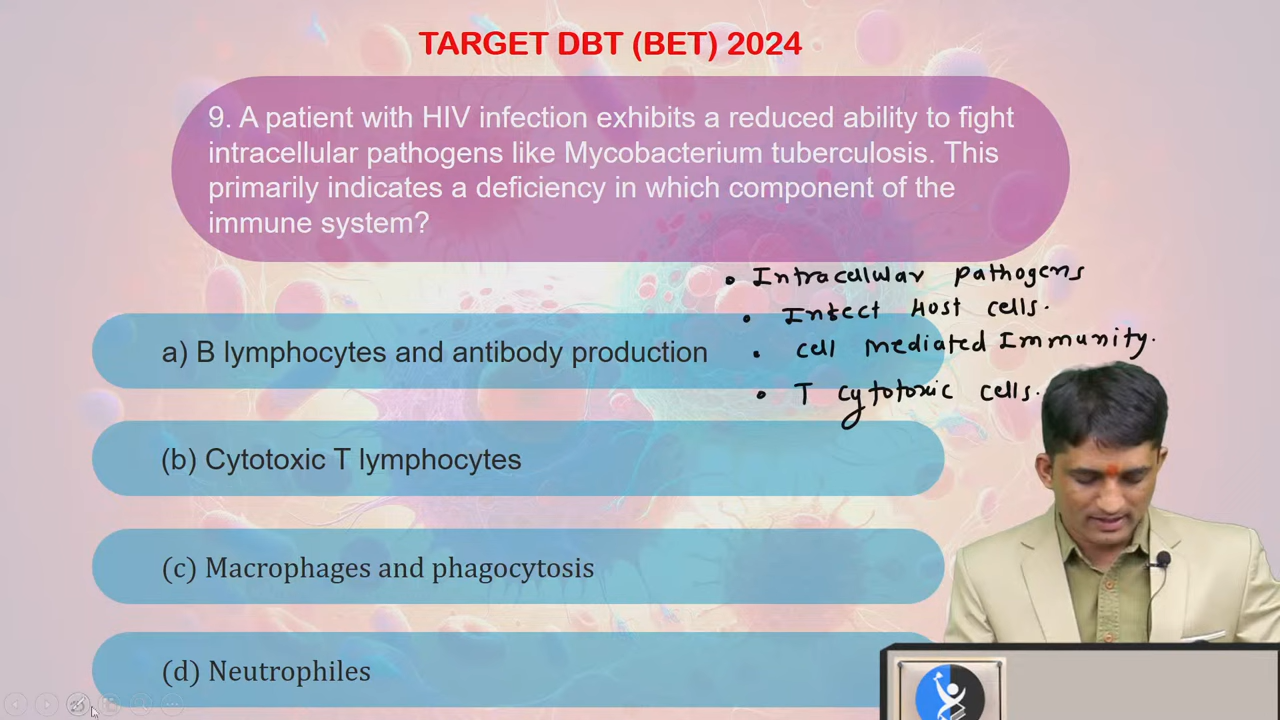 TARGET DBT (BET) 2024
9. A patient with HIV infection exhibits a reduced ability to fight
intracellular pathogens like Mycobacterium tuberculosis. This
primarily indicates a deficiency in which component of the
immune system?
• Intracellular pathogens
• Infect Host cells.
• cell mediated Immunity.
• T cytotoxic cells.
a) B lymphocytes and antibody production
(b) Cytotoxic T lymphocytes
(c) Macrophages and phagocytosis
(d) Neutrophiles